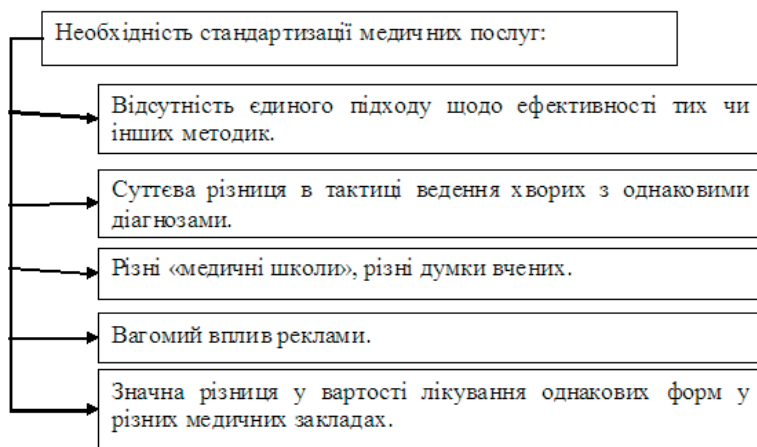 Необхідність стандартизації медичних послуг:
Відсутність єдиного підходу щодо ефективності тих чи
інших методик.
Суттєва різниця в тактиці ведення хворих з однаковими
діагнозами.
Різні «медичні школи», різні думки вчених.
Вагомий вплив реклами.
Значна різниця у вартості лікування однакових форм у
різних медичних закладах.